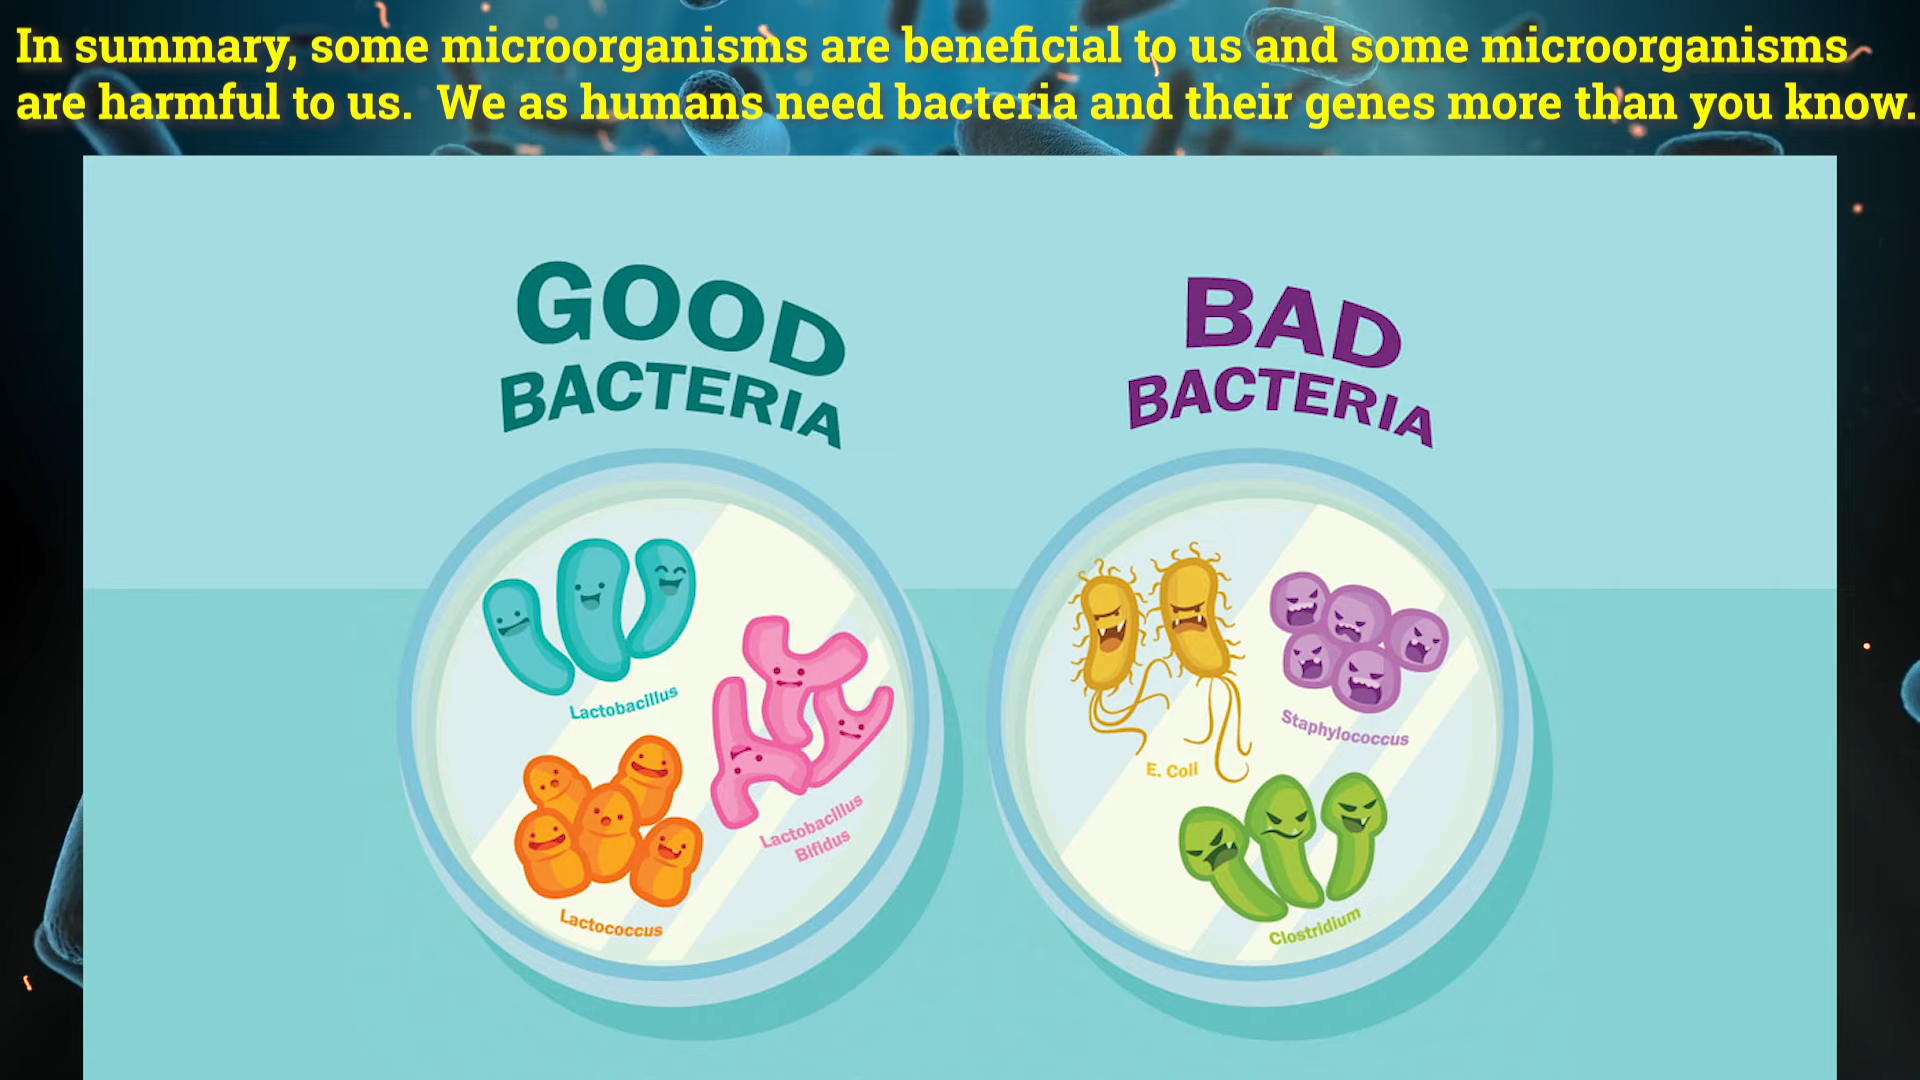 In summary, some microorganisms are beneficial to us and some microorganisms
are harmful to us.  We as humans need bacteria and their genes more than you know.
GOOD
BACTERIA
Lactobacillus
Lactobacillus
Bifidus
Lactococcus
BAD
BACTERIA
E. Coli
Staphylococcus
Clostridium